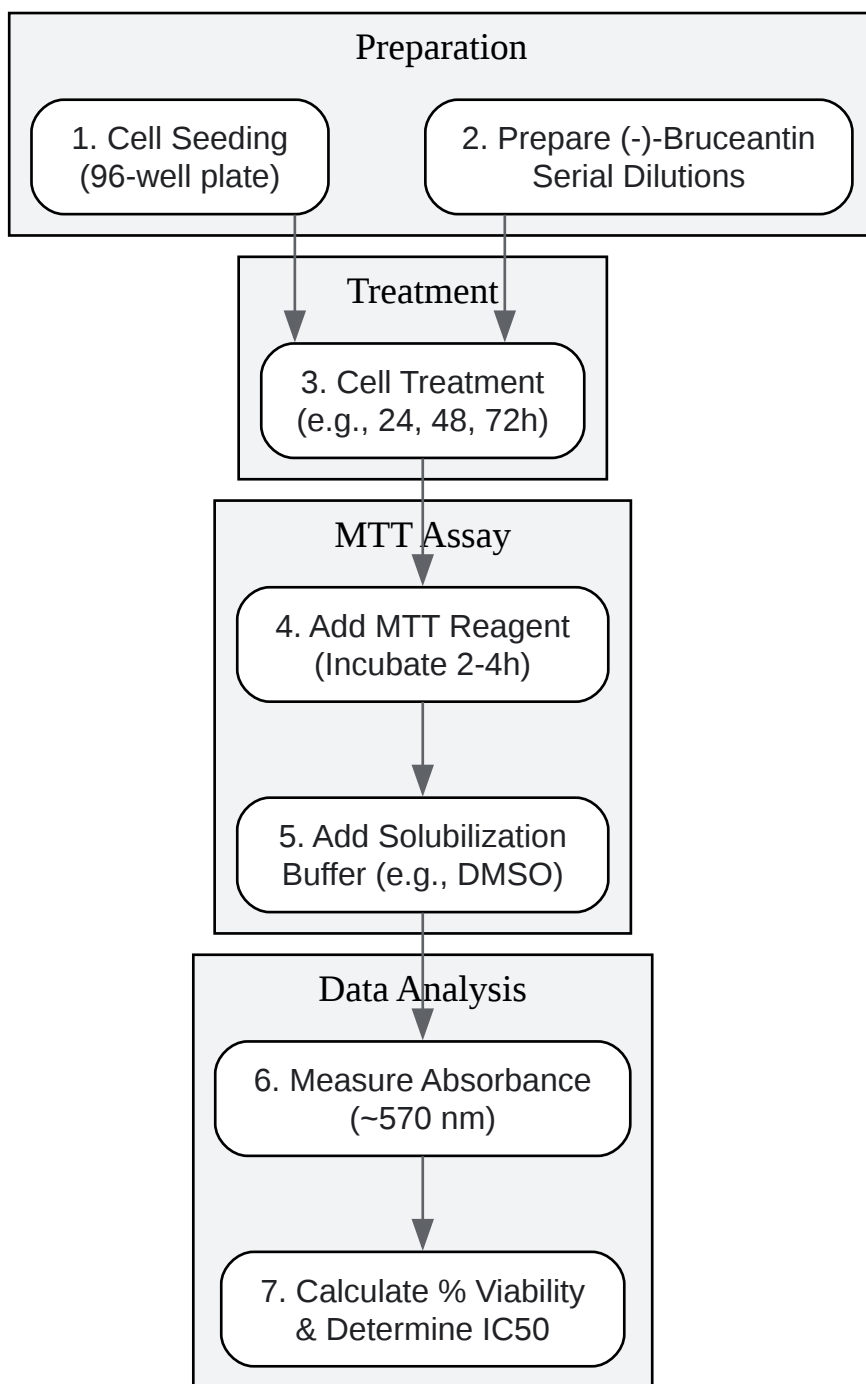 Preparation
1. Cell Seeding
(96-well plate)
2. Prepare (-)-Bruceantin
Serial Dilutions
Treatment
3. Cell Treatment
(e.g., 24, 48, 72h)
MTT Assay
4. Add MTT Reagent
(Incubate 2-4h)
5. Add Solubilization
Buffer (e.g., DMSO)
Data Analysis
6. Measure Absorbance
(~570 nm)
7. Calculate % Viability
& Determine IC50